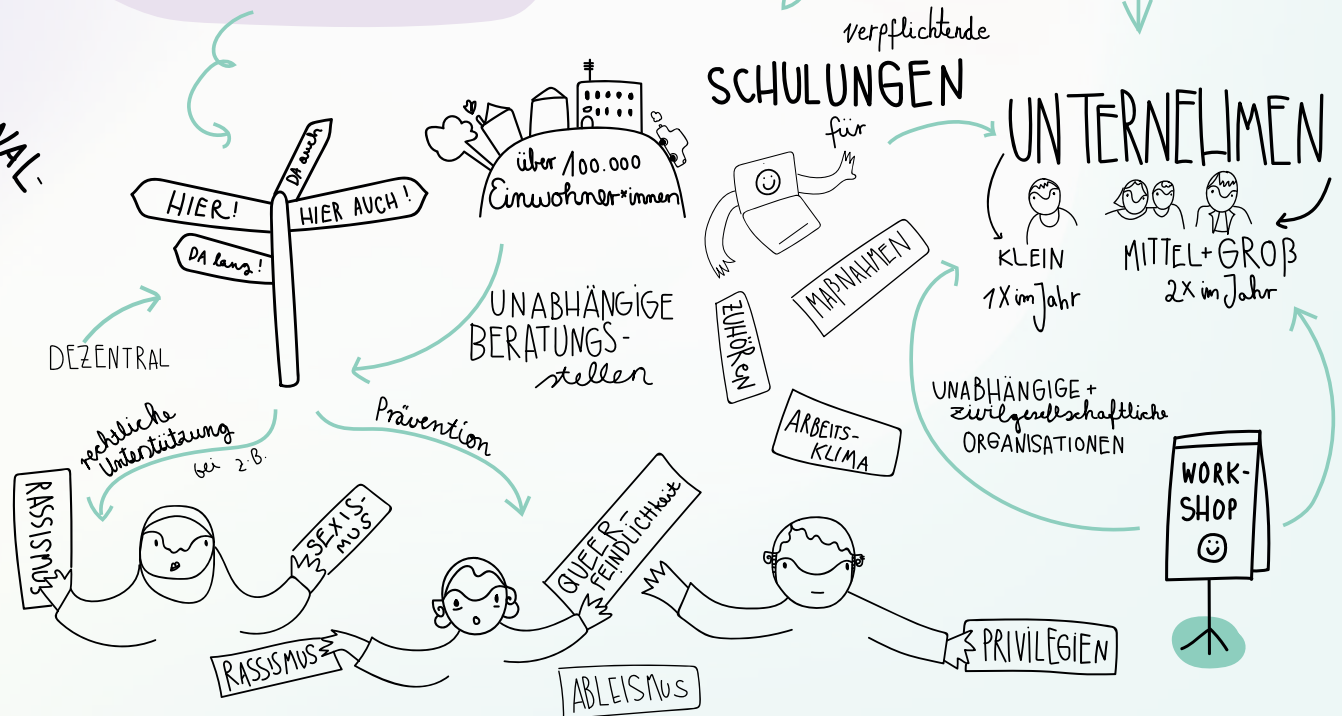 NAL-
DA auch
HIER!
HIER AUCH!
DA lang!
DEZENTRAL
über 100.000
Einwohner*innen
UNABHÄNGIGE
BERATUNGS-
stellen
rechtliche
Unterstützung
bei z.B.
Prävention
RASSISMUS
SEXIS-
MUS
RASSISMUS
QUEER-
FEINDLICHKEIT
ABLEISMUS
PRIVILEGIEN
verpflichtende
SCHULUNGEN
für
MAßNAHMEN
ZUHÖREN
ARBEITS-
KLIMA
UNTERNEHMEN
KLEIN
1X im Jahr
MITTEL+GROß
2X im Jahr
UNABHÄNGIGE +
zivilgesellschaftliche
ORGANISATIONEN
WORK-
SHOP